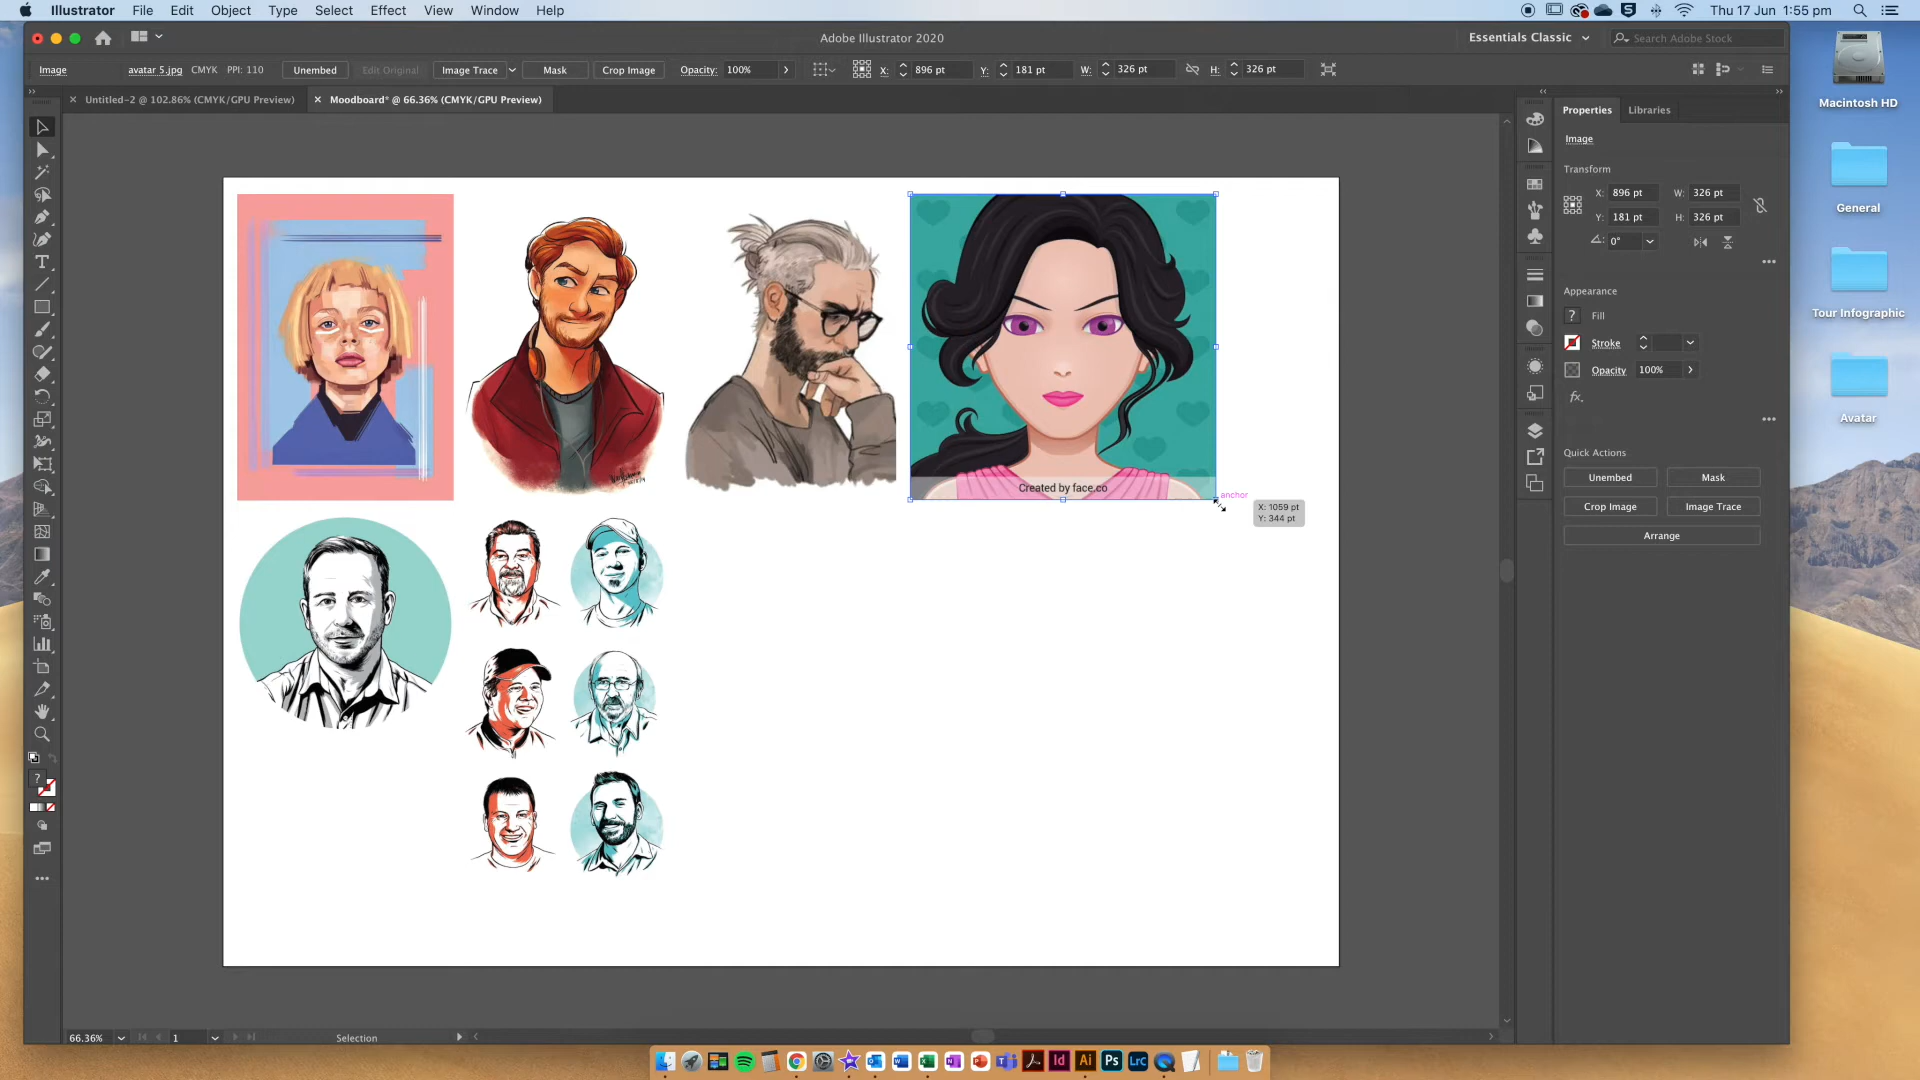 Illustrator File Edit Object Type Select Effect View Window Help
Thu 17 Jun 1:55 pm
Adobe Illustrator 2020
Essentials Classic
Search Adobe Stock
Image avatar 5.jpg CMYK PPI: 110 Unembed Edit Original Image Trace Mask Crop Image Opacity: 100% X: 896 pt Y: 181 pt W: 326 pt H: 326 pt
Untitled-2 @ 102.86% (CMYK/GPU Preview)
Moodboard* @ 66.36% (CMYK/GPU Preview)
Properties Libraries
Image
Transform
X: 896 pt W: 326 pt
Y: 181 pt H: 326 pt
0°
Appearance
? Fill
Stroke
Opacity 100%
fx.
Quick Actions
Unembed Mask
Crop Image Image Trace
Arrange
Created by face.co
anchor
X: 1059 pt
Y: 344 pt
?
66.36% 1 Selection
Macintosh HD
General
Tour Infographic
Avatar
Id Ai Ps LrC